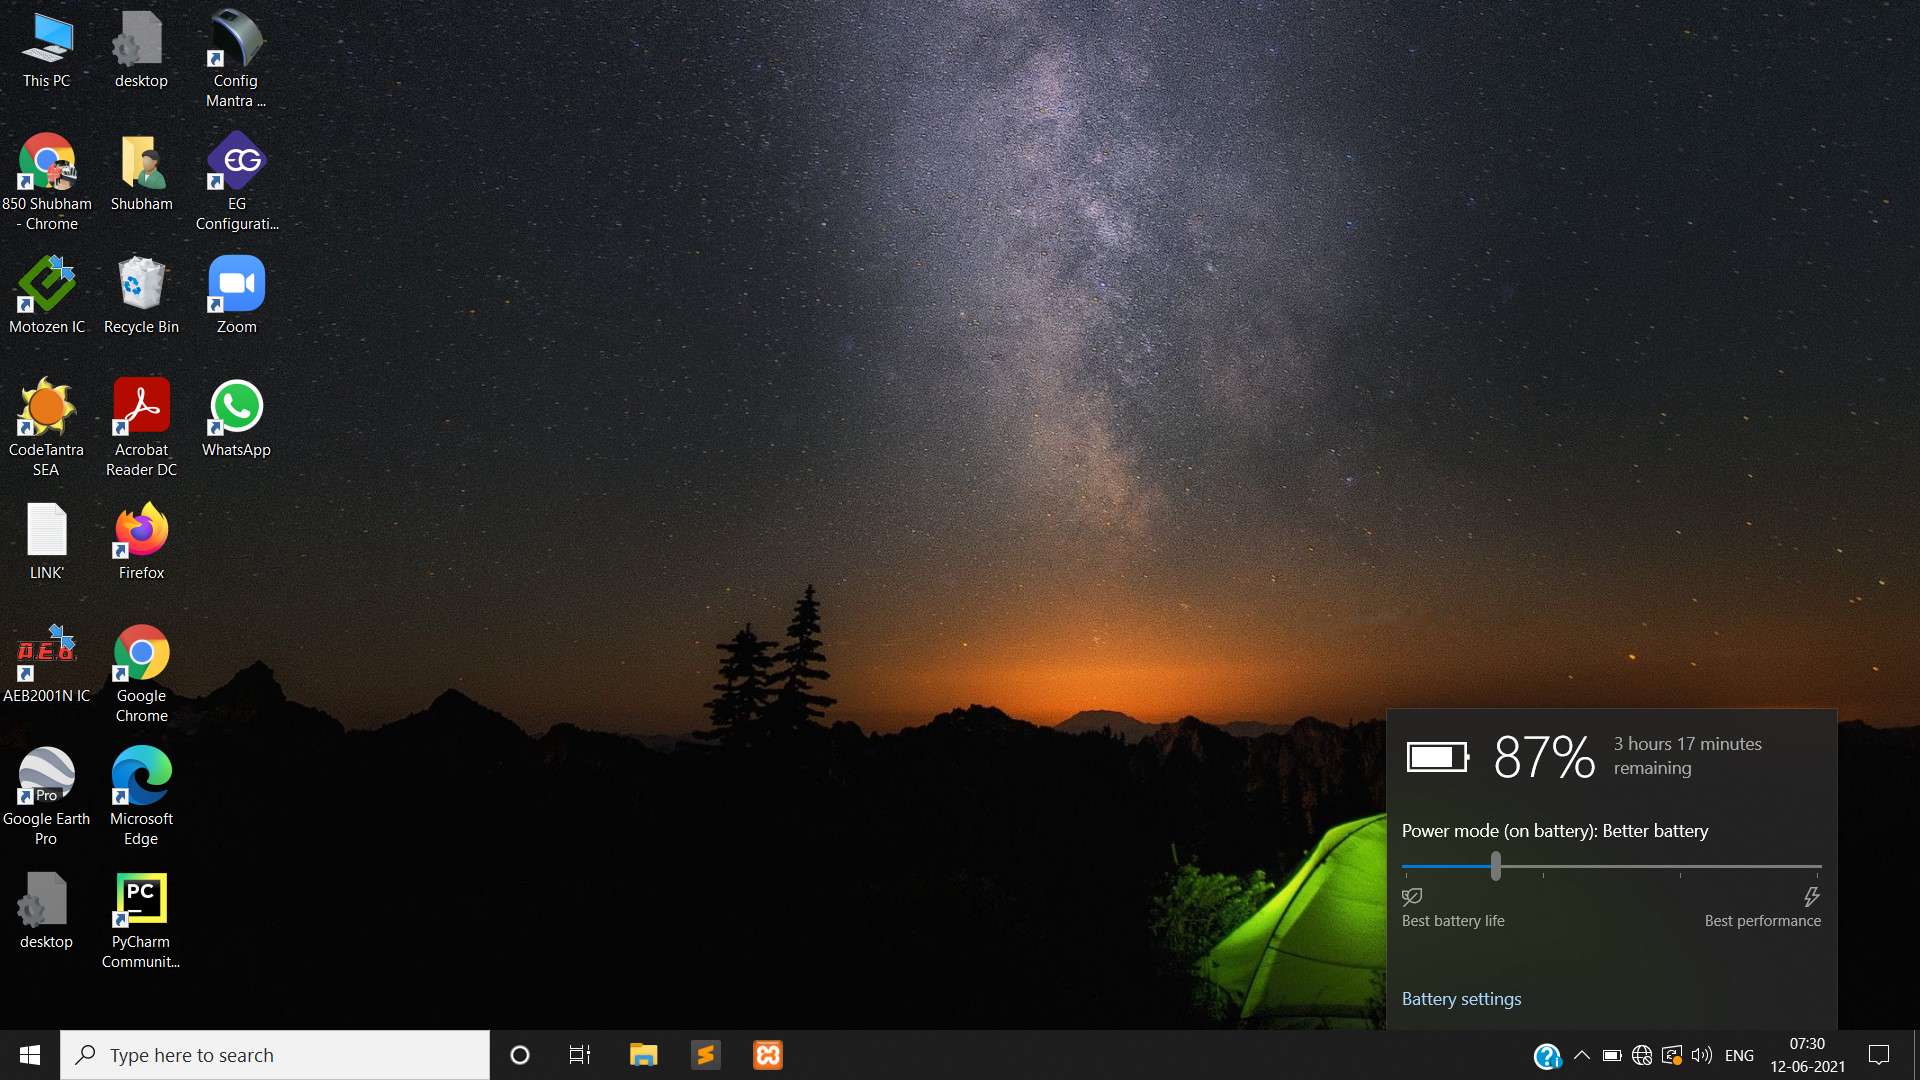 This PC
desktop
Config
Mantra ...
850 Shubham
- Chrome
Shubham
EG
EG
Configurati...
Motozen IC
Recycle Bin
Zoom
CodeTantra
SEA
Acrobat
Reader DC
WhatsApp
LINK'
Firefox
AEB
AEB2001N IC
Google
Chrome
Pro
Google Earth
Pro
Microsoft
Edge
desktop
PC
PyCharm
Communit...
87%
3 hours 17 minutes
remaining
Power mode (on battery): Better battery
Best battery life
Best performance
Battery settings
Type here to search
ENG
07:30
12-06-2021